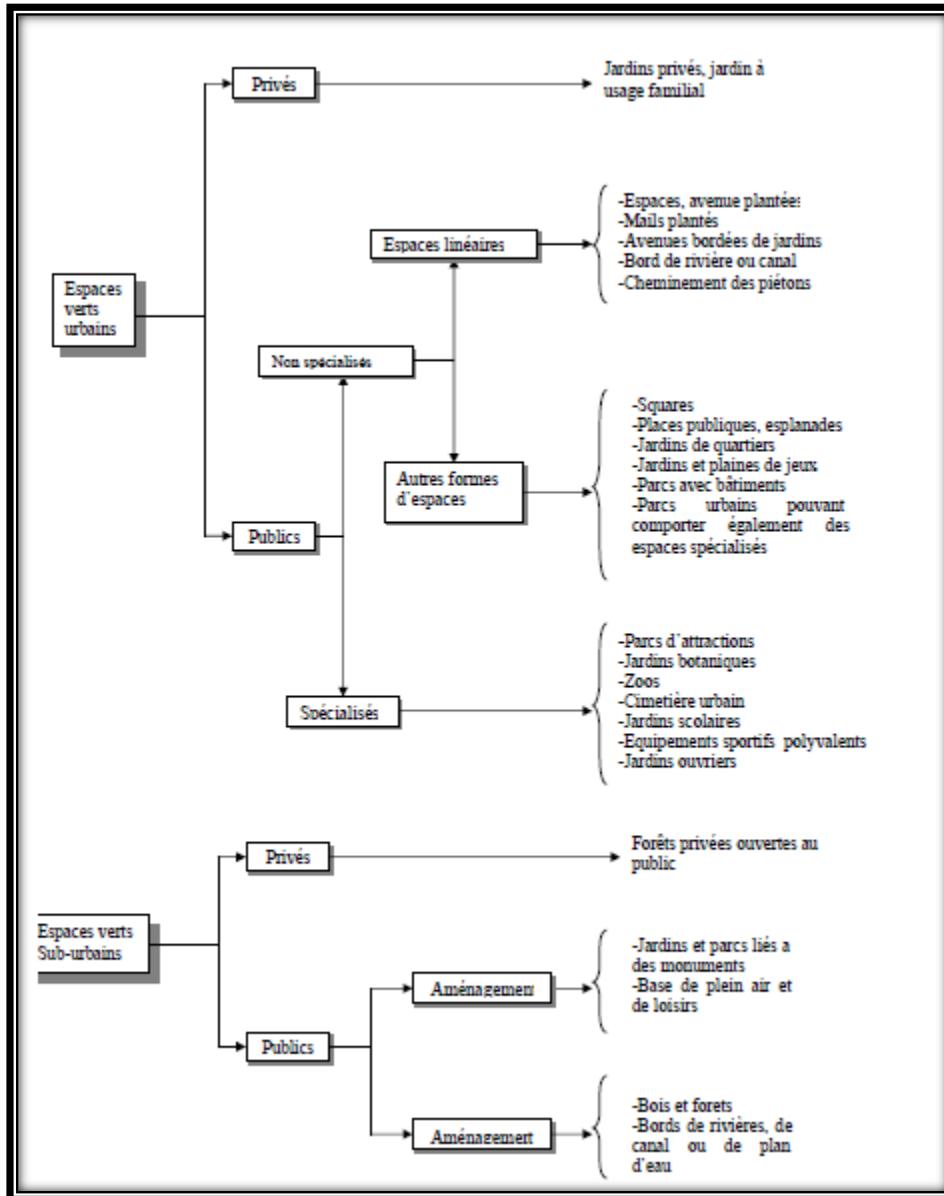 Privés
Jardins privés, jardin à
usage familial
Espaces
verts
urbains
Espaces linéaires
-Espaces, avenue plantées
-Mails plantés
-Avenues bordées de jardins
-Bord de rivière ou canal
-Cheminement des piétons
Non spécialisés
Autres formes
d'espaces
-Squares
-Places publiques, esplanades
-Jardins de quartiers
-Jardins et plaines de jeux
-Parcs avec bâtiments
-Parcs urbains pouvant
comporter également des
espaces spécialisés
Publics
Spécialisés
-Parcs d'attractions
-Jardins botaniques
-Zoos
-Cimetière urbain
-Jardins scolaires
-Equipements sportifs polyvalents
-Jardins ouvriers
Privés
Forêts privées ouvertes au
public
Espaces verts
Sub-urbains
Aménagement
-Jardins et parcs liés a
des monuments
-Base de plein air et
de loisirs
Publics
Aménagement
-Bois et forets
-Bords de rivières, de
canal ou de plan
d'eau